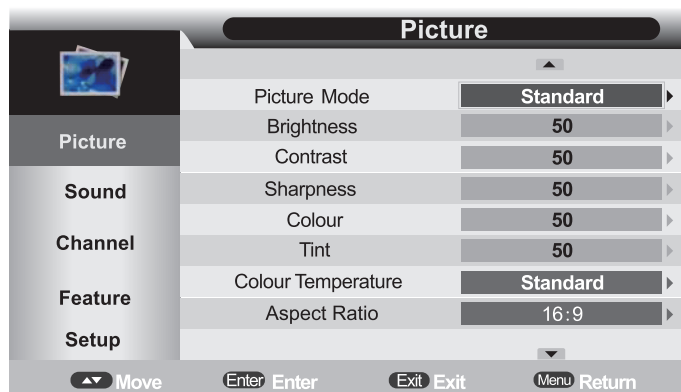 Picture
Picture
Sound
Channel
Feature
Setup
Picture Mode Standard
Brightness 50
Contrast 50
Sharpness 50
Colour 50
Tint 50
Colour Temperature Standard
Aspect Ratio 16:9
Move Enter Enter Exit Exit Menu Return